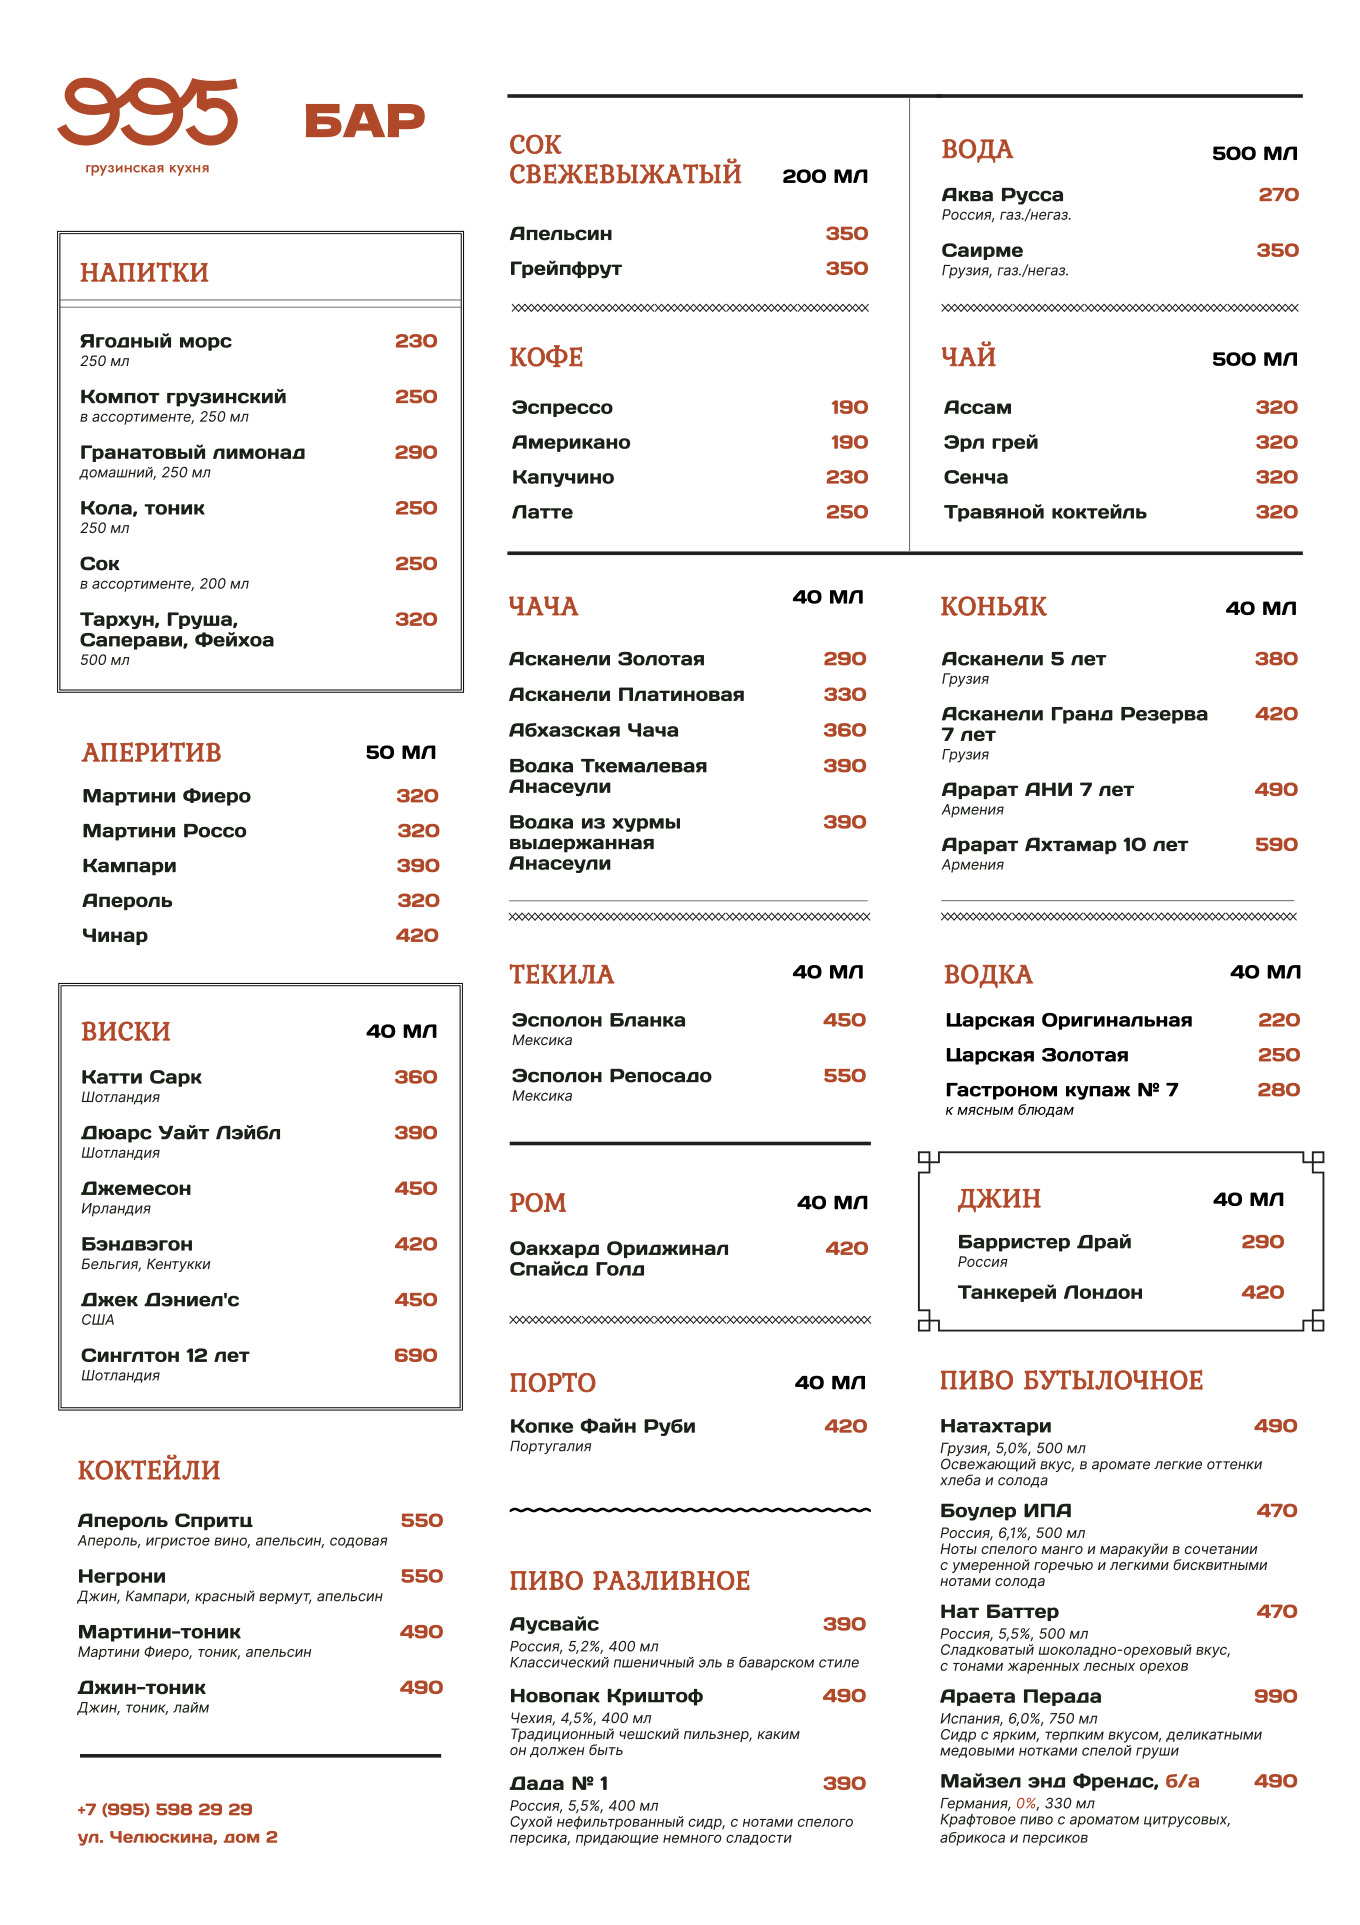 995
грузинская кухня
БАР
НАПИТКИ
Ягодный морс 230
250 мл
Компот грузинский 250
в ассортименте, 250 мл
Гранатовый лимонад 290
домашний, 250 мл
Кола, тоник 250
250 мл
Сок 250
в ассортименте, 200 мл
Тархун, Груша, 320
Саперави, Фейхоа
500 мл
АПЕРИТИВ 50 МЛ
Мартини Фиеро 320
Мартини Россо 320
Кампари 390
Апероль 320
Чинар 420
ВИСКИ 40 МЛ
Катти Сарк 360
Шотландия
Дюарс Уайт Лэйбл 390
Шотландия
Джемесон 450
Ирландия
Бэндвэгон 420
Бельгия, Кентукки
Джек Дэниел'с 450
США
Синглтон 12 лет 690
Шотландия
КОКТЕЙЛИ
Апероль Спритц 550
Апероль, игристое вино, апельсин, содовая
Негрони 550
Джин, Кампари, красный вермут, апельсин
Мартини-тоник 490
Мартини Фиеро, тоник, апельсин
Джин-тоник 490
Джин, тоник, лайм
+7 (995) 598 29 29
ул. Челюскина, дом 2
СОК
СВЕЖЕВЫЖАТЫЙ 200 МЛ
Апельсин 350
Грейпфрут 350
КОФЕ
Эспрессо 190
Американо 190
Капучино 230
Латте 250
ВОДА 500 МЛ
Аква Русса 270
Россия, газ./негаз.
Саирме 350
Грузия, газ./негаз.
ЧАЙ 500 МЛ
Ассам 320
Эрл грей 320
Сенча 320
Травяной коктейль 320
ЧАЧА 40 МЛ
Асканели Золотая 290
Асканели Платиновая 330
Абхазская Чача 360
Водка Ткемалевая 390
Анасеули
Водка из хурмы 390
выдержанная
Анасеули
ТЕКИЛА 40 МЛ
Эсполон Бланка 450
Мексика
Эсполон Репосадо 550
Мексика
РОМ 40 МЛ
Оакхард Ориджинал 420
Спайсд Голд
ПОРТО 40 МЛ
Копке Файн Руби 420
Португалия
ПИВО РАЗЛИВНОЕ
Аусвайс 390
Россия, 5,2%, 400 мл
Классический пшеничный эль в баварском стиле
Новопак Криштоф 490
Чехия, 4,5%, 400 мл
Традиционный чешский пильзнер, каким
он должен быть
Дада № 1 390
Россия, 5,5%, 400 мл
Сухой нефильтрованный сидр, с нотами спелого
персика, придающие немного сладости
КОНЬЯК 40 МЛ
Асканели 5 лет 380
Грузия
Асканели Гранд Резерва 420
7 лет
Грузия
Арарат АНИ 7 лет 490
Армения
Арарат Ахтамар 10 лет 590
Армения
ВОДКА 40 МЛ
Царская Оригинальная 220
Царская Золотая 250
Гастроном купаж № 7 280
к мясным блюдам
ДЖИН 40 МЛ
Барристер Драй 290
Россия
Танкерей Лондон 420
ПИВО БУТЫЛОЧНОЕ
Натахтари 490
Грузия, 5,0%, 500 мл
Освежающий вкус, в аромате легкие оттенки
хлеба и солода
Боулер ИПА 470
Россия, 6,1%, 500 мл
Ноты спелого манго и маракуйи в сочетании
с умеренной горечью и легкими бисквитными
нотами солода
Нат Баттер 470
Россия, 5,5%, 500 мл
Сладковатый шоколадно-ореховый вкус,
с тонами жаренных лесных орехов
Араета Перада 990
Испания, 6,0%, 750 мл
Сидр с ярким, терпким вкусом, деликатными
медовыми нотками спелой груши
Майзел энд Френдс, б/а 490
Германия, 0%, 330 мл
Крафтовое пиво с ароматом цитрусовых,
абрикоса и персиков